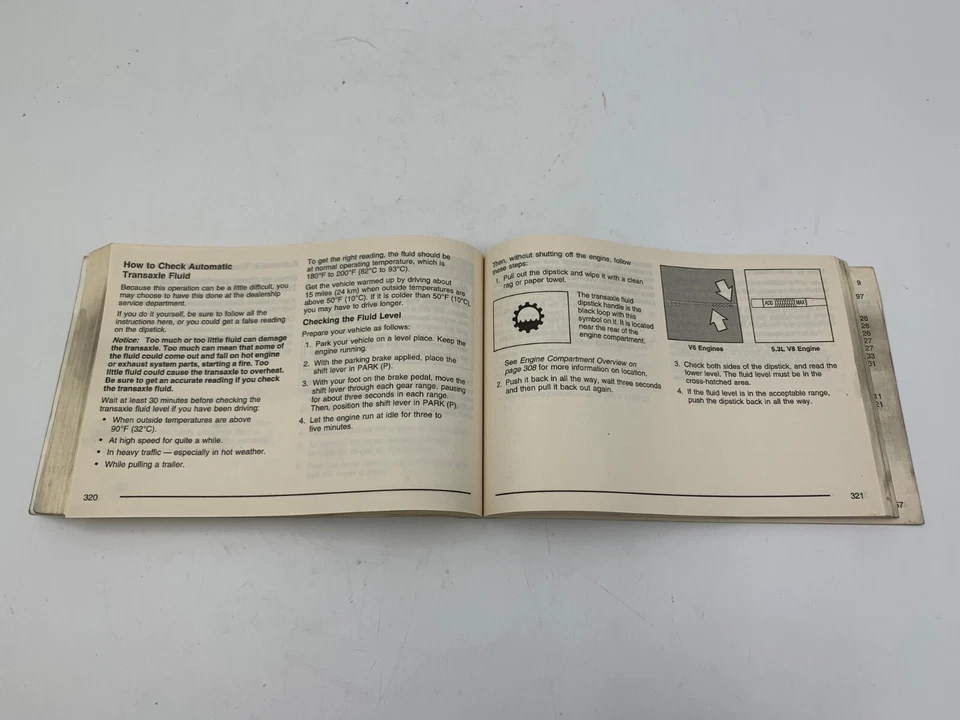 How to Check Automatic
Transaxle Fluid
Because this operation can be a little difficult, you
may choose to have this done at the dealership
service department.
If you do it yourself, be sure to follow all the
instructions here, or you could get a false reading
on the dipstick.
Notice: Too much or too little fluid can damage
the transaxle. Too much can mean that some of
the fluid could come out and fall on hot engine
or exhaust system parts, starting a fire. Too
little fluid could cause the transaxle to overheat.
Be sure to get an accurate reading if you check
the transaxle fluid.
Wait at least 30 minutes before checking the
transaxle fluid level if you have been driving:
• When outside temperatures are above
90°F (32°C).
• At high speed for quite a while.
• In heavy traffic — especially in hot weather.
• While pulling a trailer.
320
To get the right reading, the fluid should be
at normal operating temperature, which is
180°F to 200°F (82°C to 93°C).
Get the vehicle warmed up by driving about
15 miles (24 km) when outside temperatures are
above 50°F (10°C). If it is colder than 50°F (10°C),
you may have to drive longer.
Checking the Fluid Level
Prepare your vehicle as follows:
1. Park your vehicle on a level place. Keep the
engine running.
2. With the parking brake applied, place the
shift lever in PARK (P).
3. With your foot on the brake pedal, move the
shift lever through each gear range, pausing
for about three seconds in each range.
Then, position the shift lever in PARK (P).
4. Let the engine run at idle for three to
five minutes.
Then, without shutting off the engine, follow
these steps:
1. Pull out the dipstick and wipe it with a clean
rag or paper towel.
The transaxle fluid
dipstick handle is the
black loop with this
symbol on it. It is located
near the rear of the
engine compartment.
See Engine Compartment Overview on
page 308 for more information on location.
2. Push it back in all the way, wait three seconds
and then pull it back out again.
V6 Engines
ADD MAX
5.3L V8 Engine
3. Check both sides of the dipstick, and read the
lower level. The fluid level must be in the
cross-hatched area.
4. If the fluid level is in the acceptable range,
push the dipstick back in all the way.
321
9
97
26
26
26
27
27
33
31
11
21
57